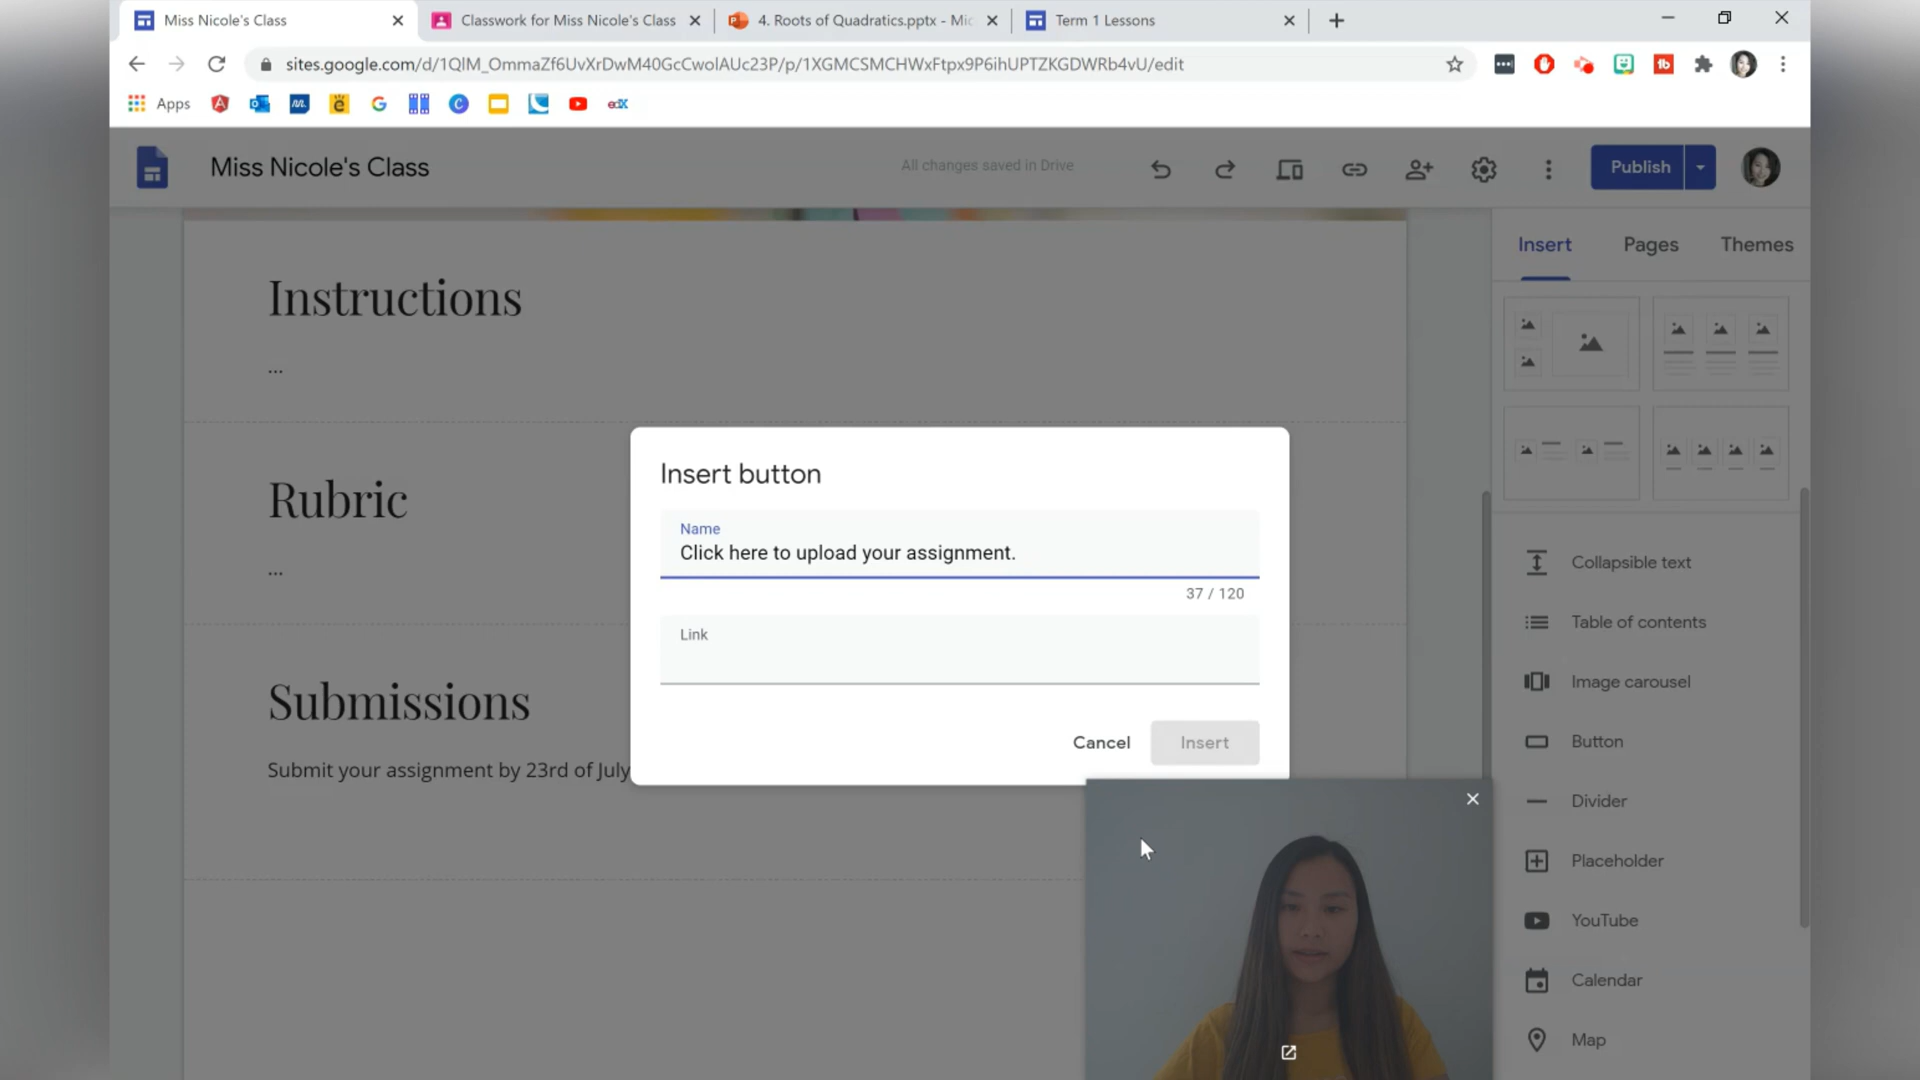 Miss Nicole's Class
Classwork for Miss Nicole's Class
4. Roots of Quadratics.pptx - Mic
Term 1 Lessons
sites.google.com/d/1QlM_OmmaZf6UvXrDwM40GcCwolAUc23P/p/1XGMCSMCHWxFtpx9P6ihUPTZKGDWRb4vU/edit
Apps
edX
Miss Nicole's Class
All changes saved in Drive
Publish
Insert
Pages
Themes
Instructions
...
Rubric
...
Submissions
Submit your assignment by 23rd of July
Insert button
Name
Click here to upload your assignment.
37 / 120
Link
Cancel
Insert
Collapsible text
Table of contents
Image carousel
Button
Divider
Placeholder
YouTube
Calendar
Map